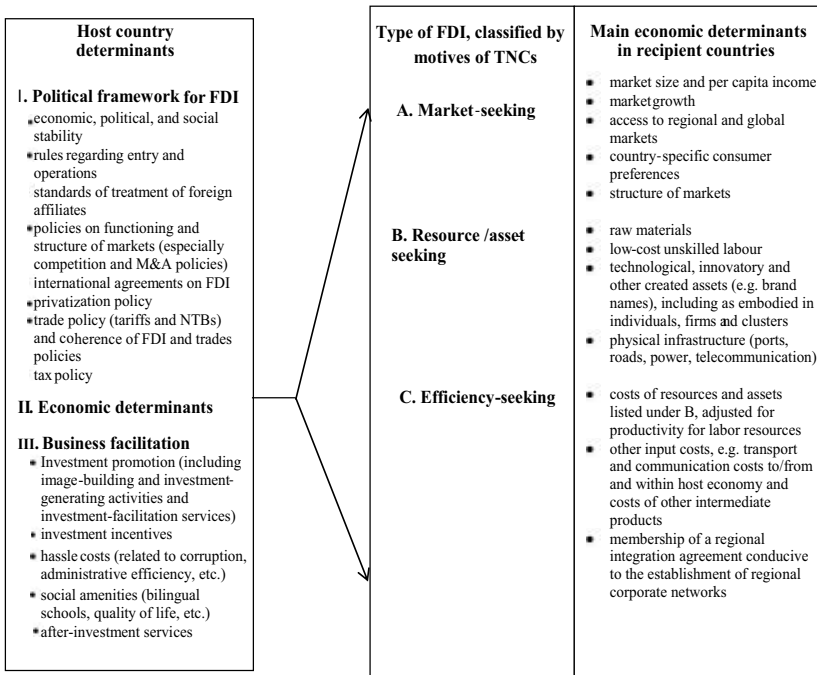 Host country
determinants
I. Political framework for FDI
economic, political, and social
stability
rules regarding entry and
operations
standards of treatment of foreign
affiliates
policies on functioning and
structure of markets (especially
competition and M&A policies)
international agreements on FDI
privatization policy
trade policy (tariffs and NTBs)
and coherence of FDI and trades
policies
tax policy
II. Economic determinants
III. Business facilitation
Investment promotion (including
image-building and investment-
generating activities and
investment-facilitation services)
investment incentives
hassle costs (related to corruption,
administrative efficiency, etc.)
social amenities (bilingual
schools, quality of life, etc.)
after-investment services
Type of FDI, classified by
motives of TNCs
A. Market-seeking
B. Resource /asset
seeking
C. Efficiency-seeking
Main economic determinants
in recipient countries
market size and per capita income
market growth
access to regional and global
markets
country-specific consumer
preferences
structure of markets
raw materials
low-cost unskilled labour
technological, innovatory and
other created assets (e.g. brand
names), including as embodied in
individuals, firms and clusters
physical infrastructure (ports,
roads, power, telecommunication)
costs of resources and assets
listed under B, adjusted for
productivity for labor resources
other input costs, e.g. transport
and communication costs to/from
and within host economy and
costs of other intermediate
products
membership of a regional
integration agreement conducive
to the establishment of regional
corporate networks